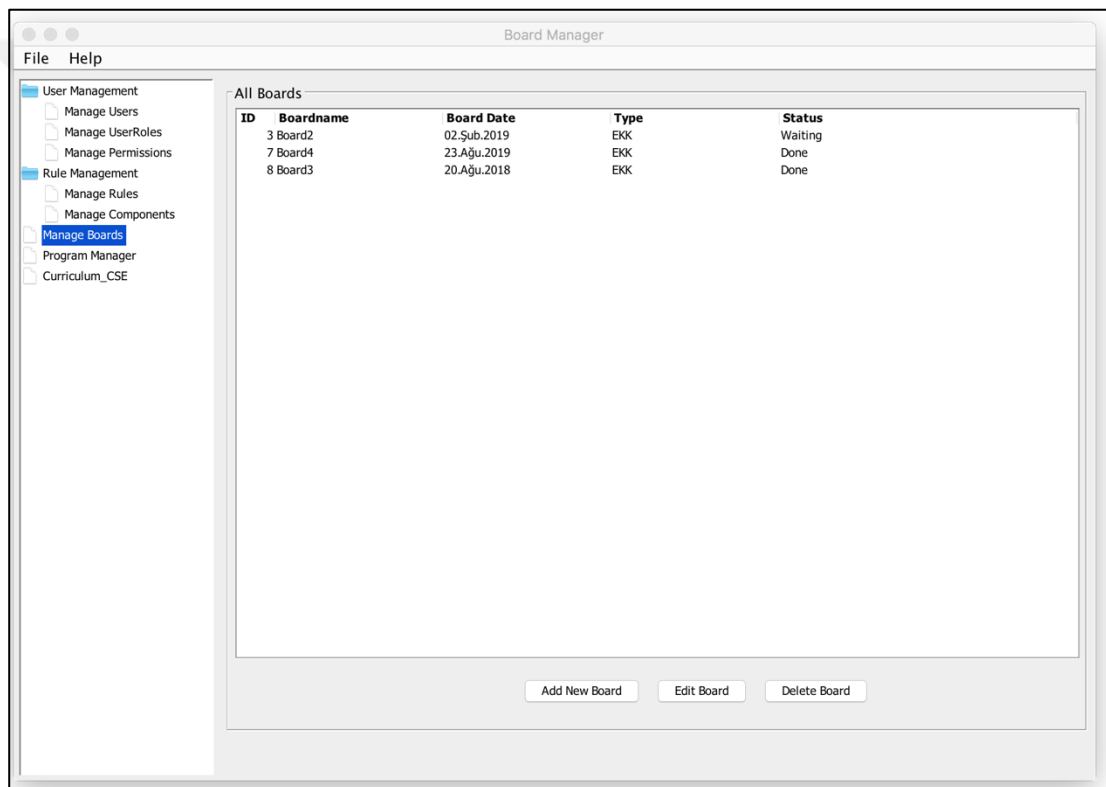 Board Manager
File Help
User Management
Manage Users
Manage UserRoles
Manage Permissions
Rule Management
Manage Rules
Manage Components
Manage Boards
Program Manager
Curriculum_CSE
All Boards
ID Boardname Board Date Type Status
3 Board2 02.Şub.2019 EKK Waiting
7 Board4 23.Ağu.2019 EKK Done
8 Board3 20.Ağu.2018 EKK Done
Add New Board Edit Board Delete Board